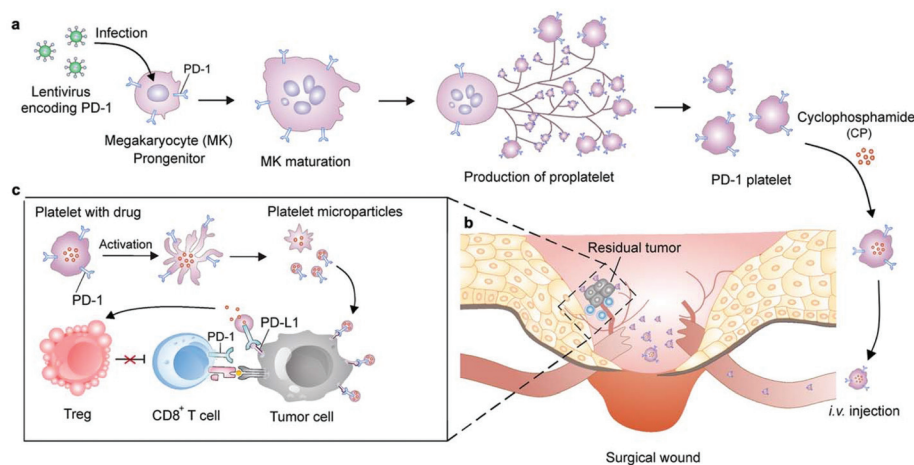 a
Infection
PD-1
Lentivirus
encoding PD-1
Megakaryocyte (MK)
Prongenitor
MK maturation
Production of proplatelet
PD-1 platelet
Cyclophosphamide
(CP)
c
Platelet with drug
Activation
Platelet microparticles
PD-1
PD-L1
PD-1
Treg
CD8+ T cell
Tumor cell
b
Residual tumor
i.v. injection
Surgical wound